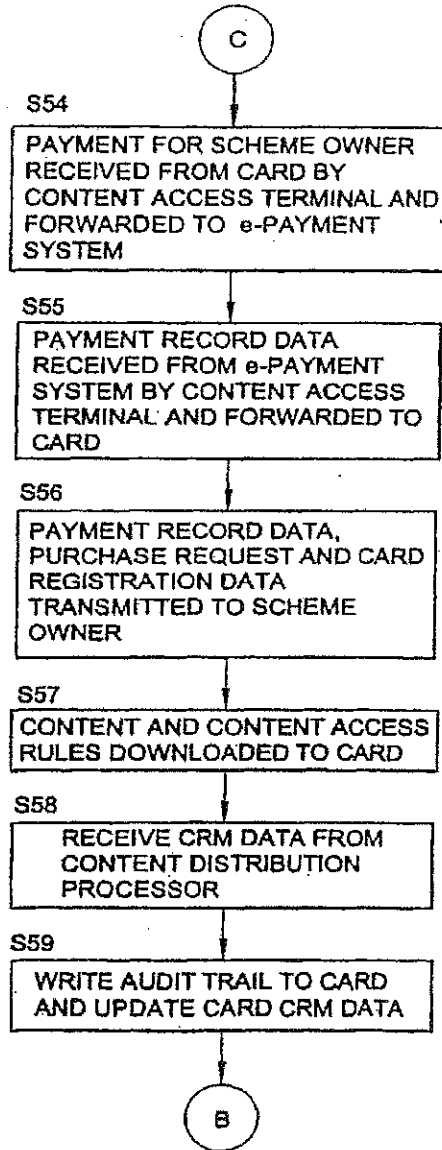 C
S54
PAYMENT FOR SCHEME OWNER
RECEIVED FROM CARD BY
CONTENT ACCESS TERMINAL AND
FORWARDED TO e-PAYMENT
SYSTEM
S55
PAYMENT RECORD DATA
RECEIVED FROM e-PAYMENT
SYSTEM BY CONTENT ACCESS
TERMINAL AND FORWARDED TO
CARD
S56
PAYMENT RECORD DATA,
PURCHASE REQUEST AND CARD
REGISTRATION DATA
TRANSMITTED TO SCHEME
OWNER
S57
CONTENT AND CONTENT ACCESS
RULES DOWNLOADED TO CARD
S58
RECEIVE CRM DATA FROM
CONTENT DISTRIBUTION
PROCESSOR
S59
WRITE AUDIT TRAIL TO CARD
AND UPDATE CARD CRM DATA
B